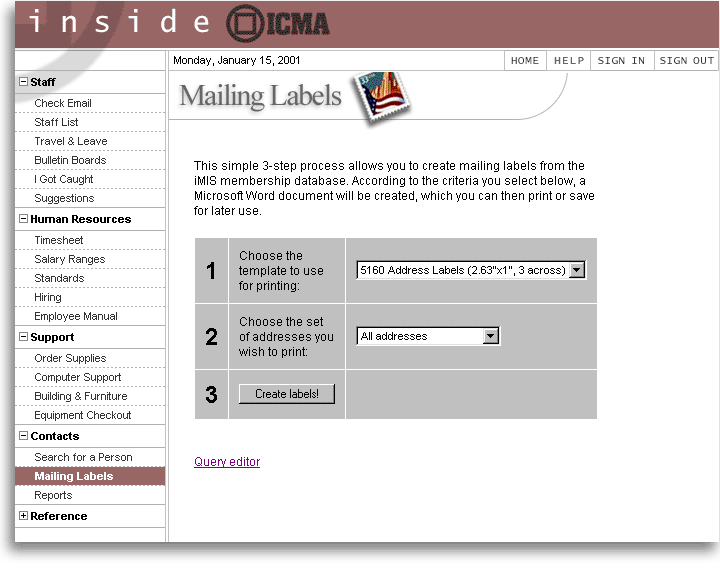 inside ICMA
Monday, January 15, 2001
HOME
HELP
SIGN IN
SIGN OUT
Staff
Check Email
Staff List
Travel & Leave
Bulletin Boards
I Got Caught
Suggestions
Human Resources
Timesheet
Salary Ranges
Standards
Hiring
Employee Manual
Support
Order Supplies
Computer Support
Building & Furniture
Equipment Checkout
Contacts
Search for a Person
Mailing Labels
Reports
Reference
Mailing Labels
This simple 3-step process allows you to create mailing labels from the
iMIS membership database. According to the criteria you select below, a
Microsoft Word document will be created, which you can then print or save
for later use.
1
Choose the
template to use
for printing:
5160 Address Labels (2.63"x1", 3 across)
2
Choose the set
of addresses you
wish to print:
All addresses
3
Create labels!
Query editor